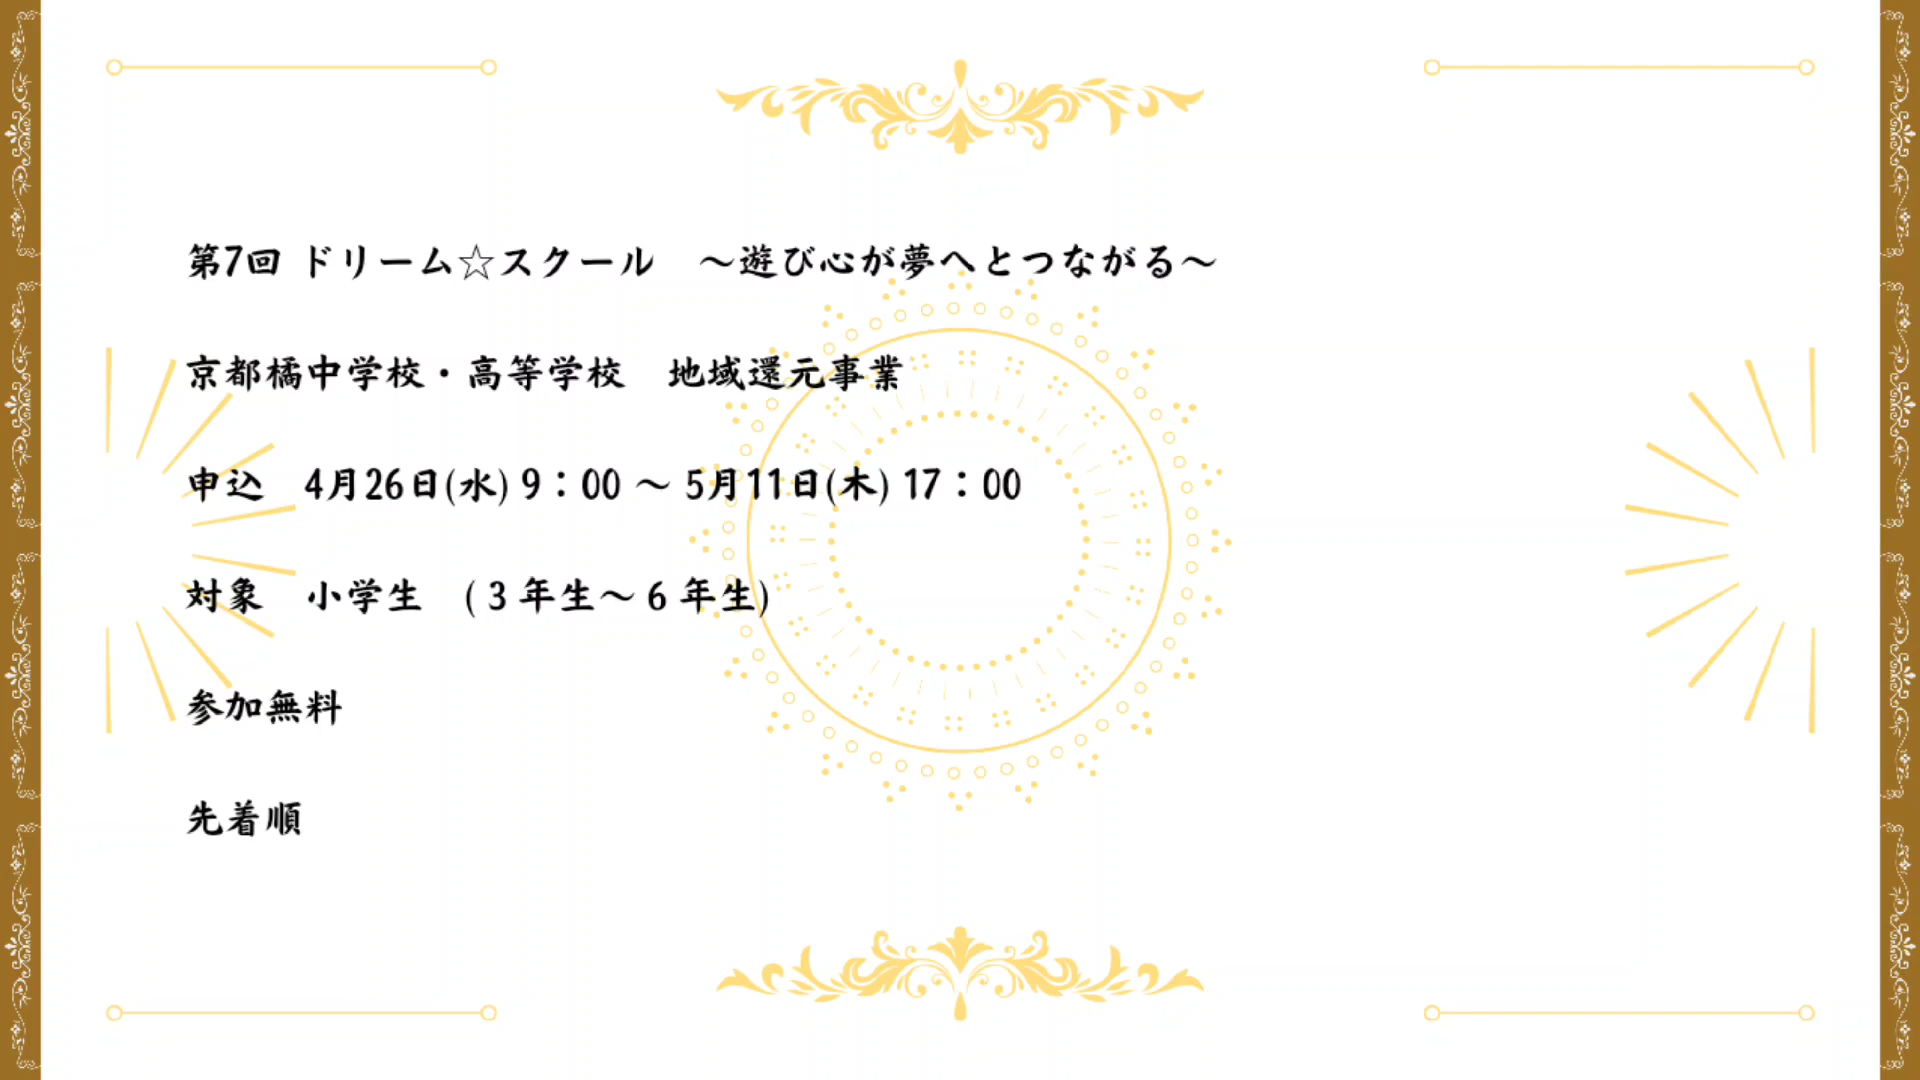 第7回 ドリーム☆スクール　～遊び心が夢へとつながる～
京都橘中学校・高等学校　地域還元事業
申込　4月26日(水) 9：00 ～ 5月11日(木) 17：00
対象　小学生　(３年生～６年生)
参加無料
先着順